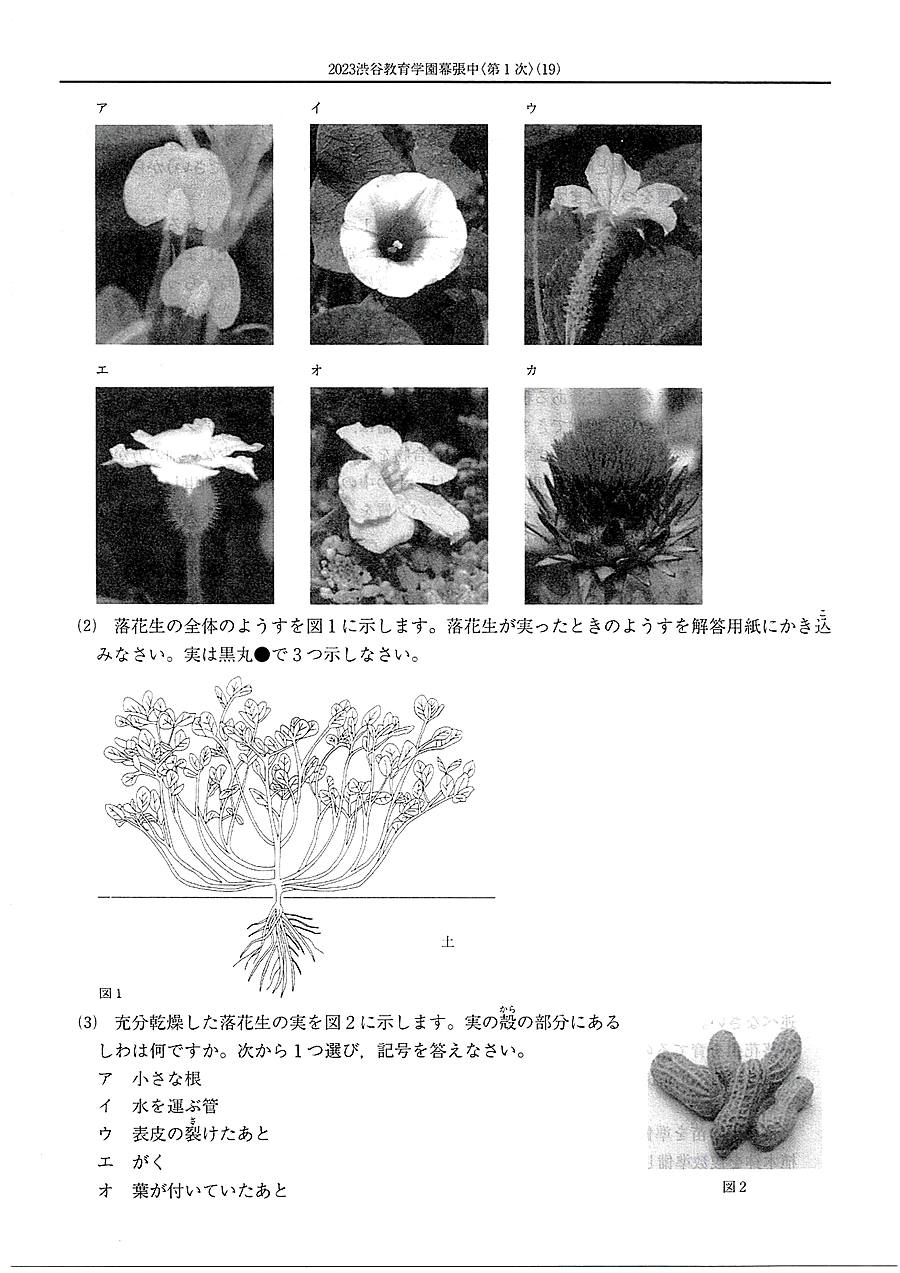 2023渋谷教育学園幕張中〈第1次〉(19)
ア
イ
ウ
エ
オ
カ
(2) 落花生の全体のようすを図1に示します。落花生が実ったときのようすを解答用紙にかき込
こ
みなさい。実は黒丸●で3つ示しなさい。
土
図1
(3) 充分乾燥した落花生の実を図2に示します。実の殻の部分にある
から
しわは何ですか。次から1つ選び,記号を答えなさい。
ア 小さな根
イ 水を運ぶ管
ウ 表皮の裂けたあと
さ
エ がく
オ 葉が付いていたあと
図2